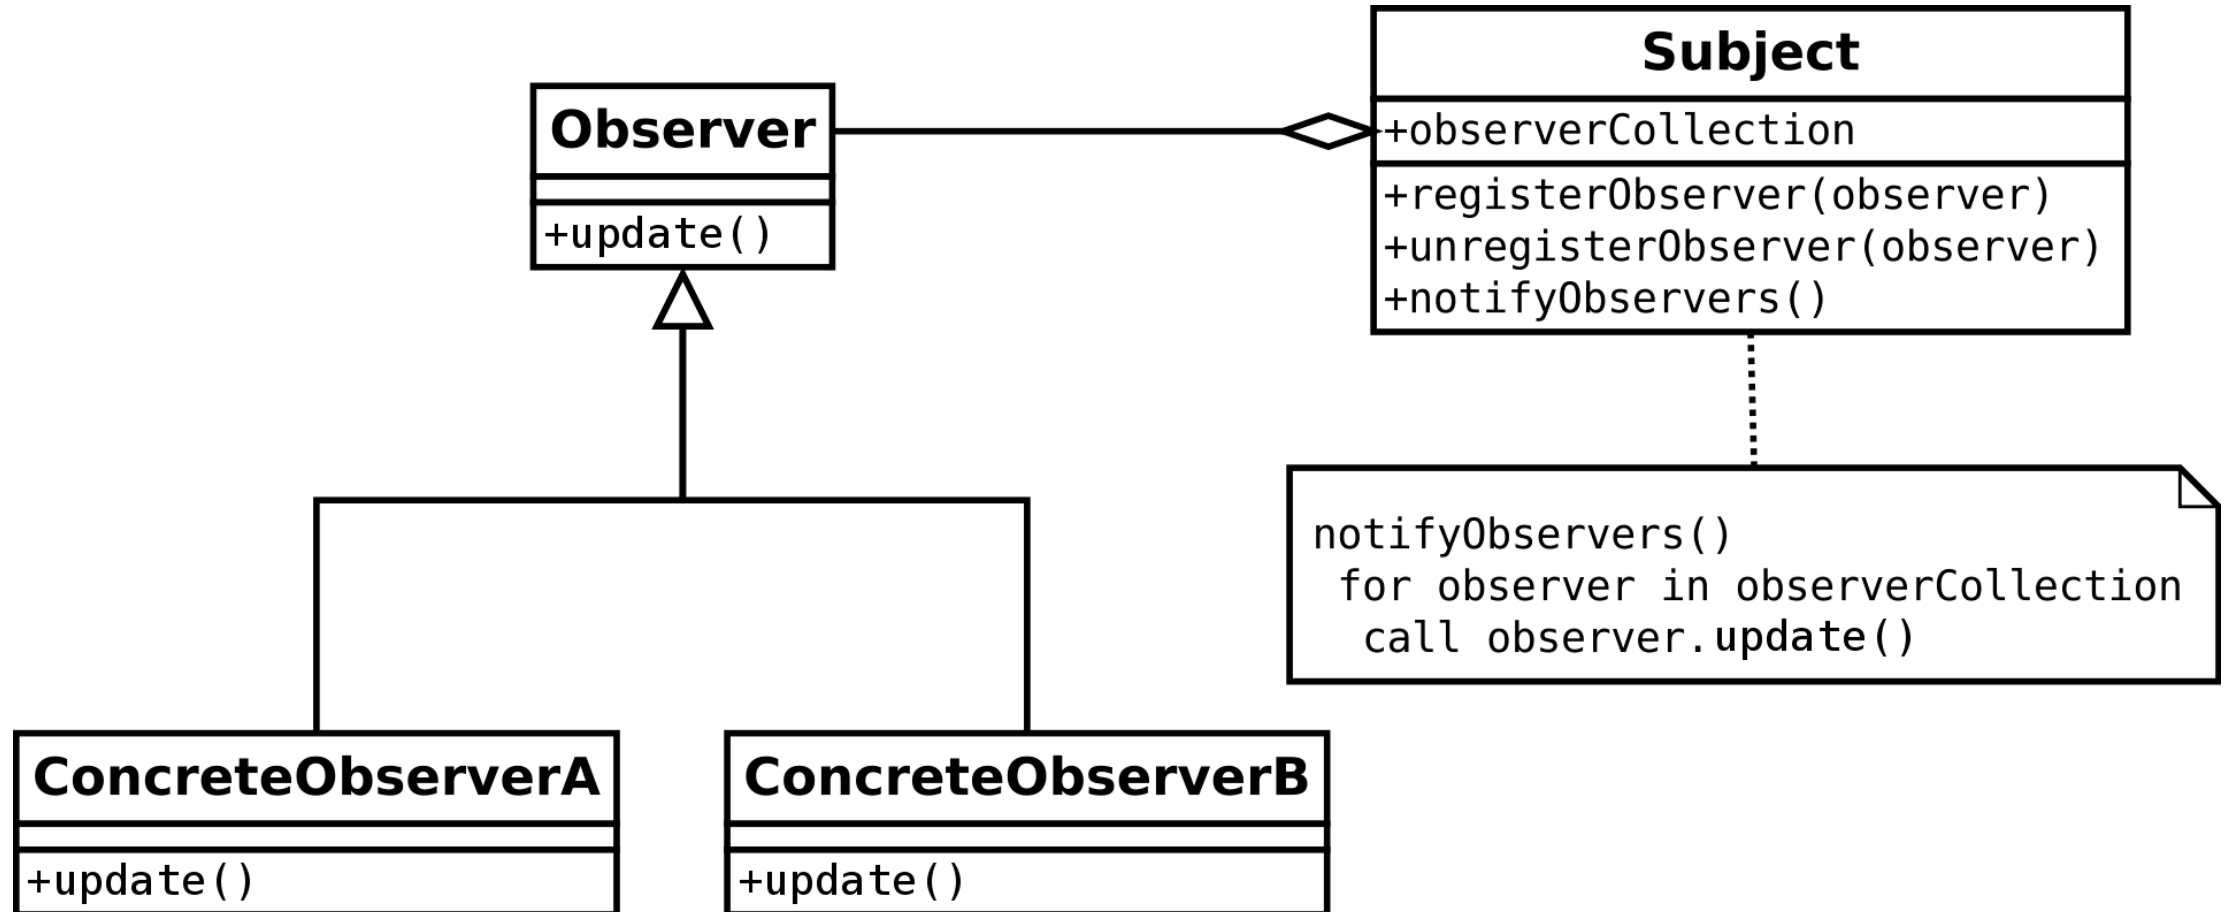 Subject
+observerCollection
+registerObserver(observer)
+unregisterObserver(observer)
+notifyObservers()
Observer
+update()
notifyObservers()
 for observer in observerCollection
  call observer.update()
ConcreteObserverA
+update()
ConcreteObserverB
+update()